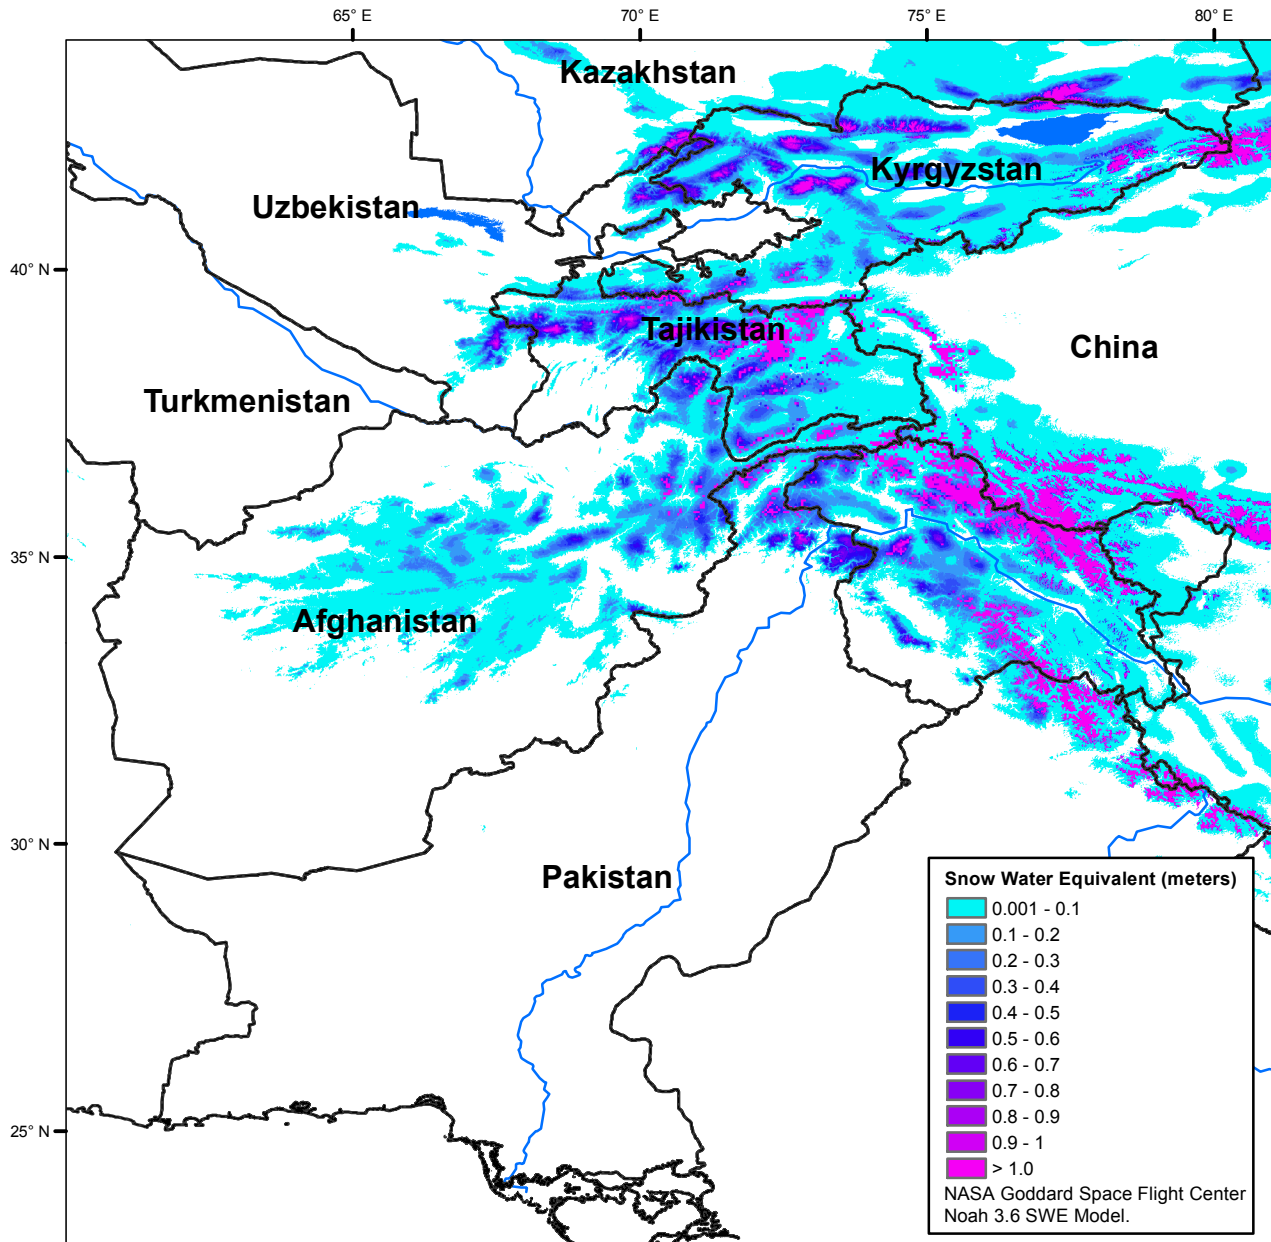 65° E
70° E
75° E
80° E
Kazakhstan
Kyrgyzstan
Uzbekistan
40° N
Tajikistan
China
Turkmenistan
35° N
Afghanistan
30° N
Pakistan
25° N
Snow Water Equivalent (meters)
0.001 - 0.1
0.1 - 0.2
0.2 - 0.3
0.3 - 0.4
0.4 - 0.5
0.5 - 0.6
0.6 - 0.7
0.7 - 0.8
0.8 - 0.9
0.9 - 1
> 1.0
NASA Goddard Space Flight Center
Noah 3.6 SWE Model.